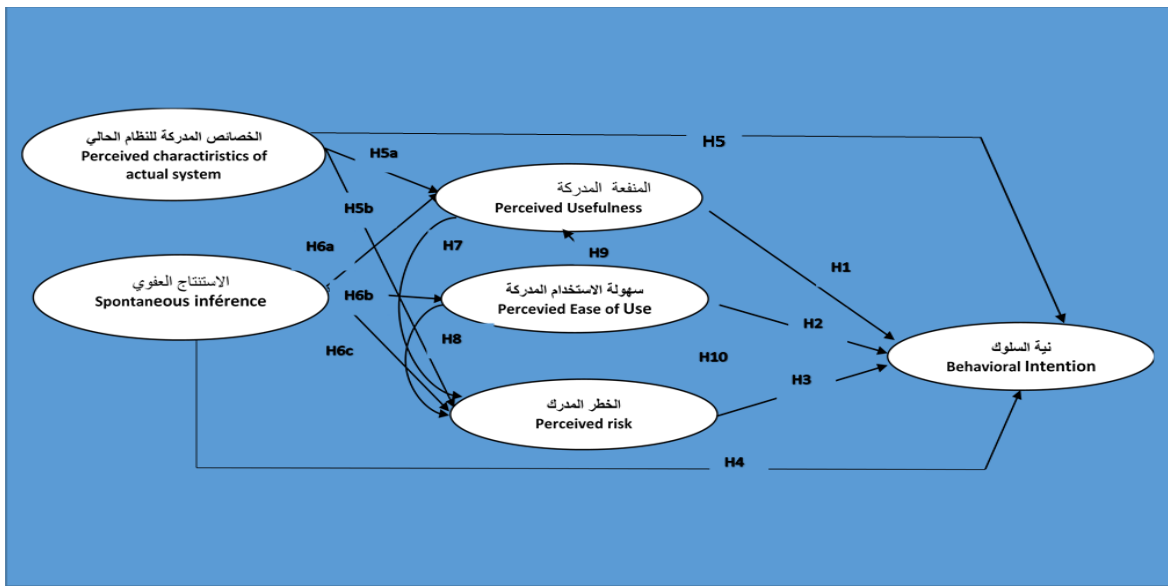 الخصائص المدركة للنظام الحالي
Perceived charactiristics of
actual system
H5
H5a
المنفعة المدركة
Perceived Usefulness
H5b
H6a
H7
H9
H1
الاستنتاج العفوي
Spontaneous inférence
H6b
سهولة الاستخدام المدركة
Percevied Ease of Use
H2
H8
H6c
H10
نية السلوك
Behavioral Intention
H3
الخطر المدرك
Perceived risk
H4